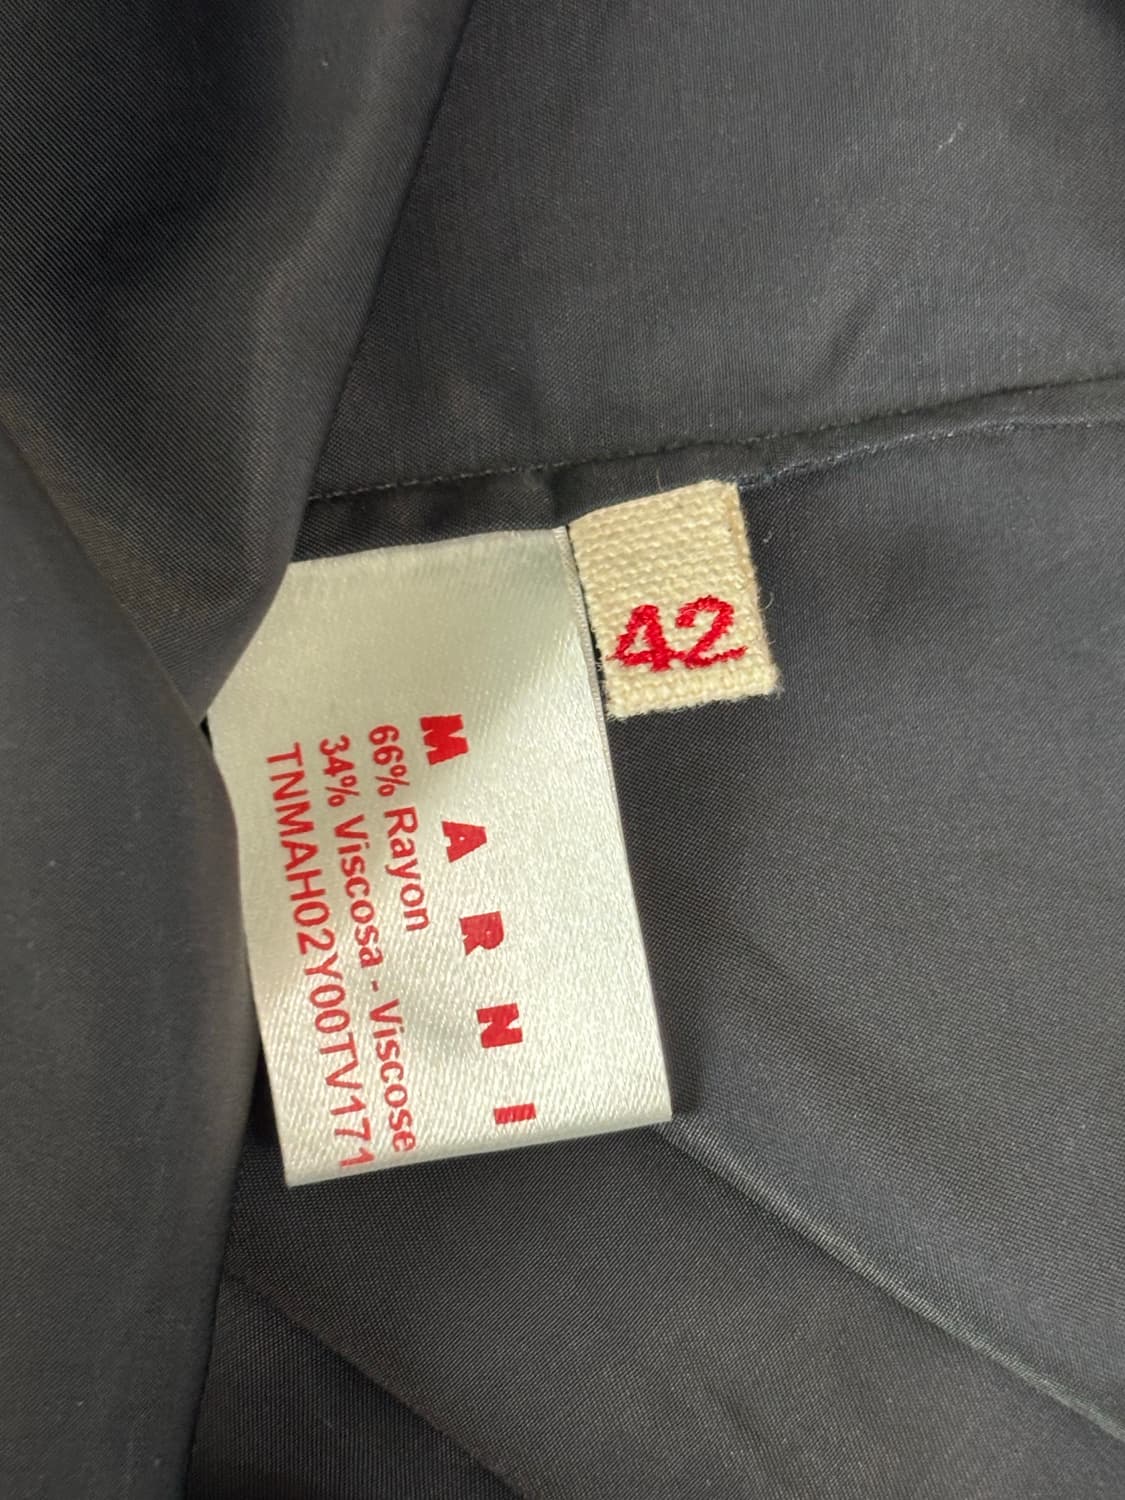 42
MARNI
66% Rayon
34% Viscosa - Viscose
TNMAH02Y00TV171